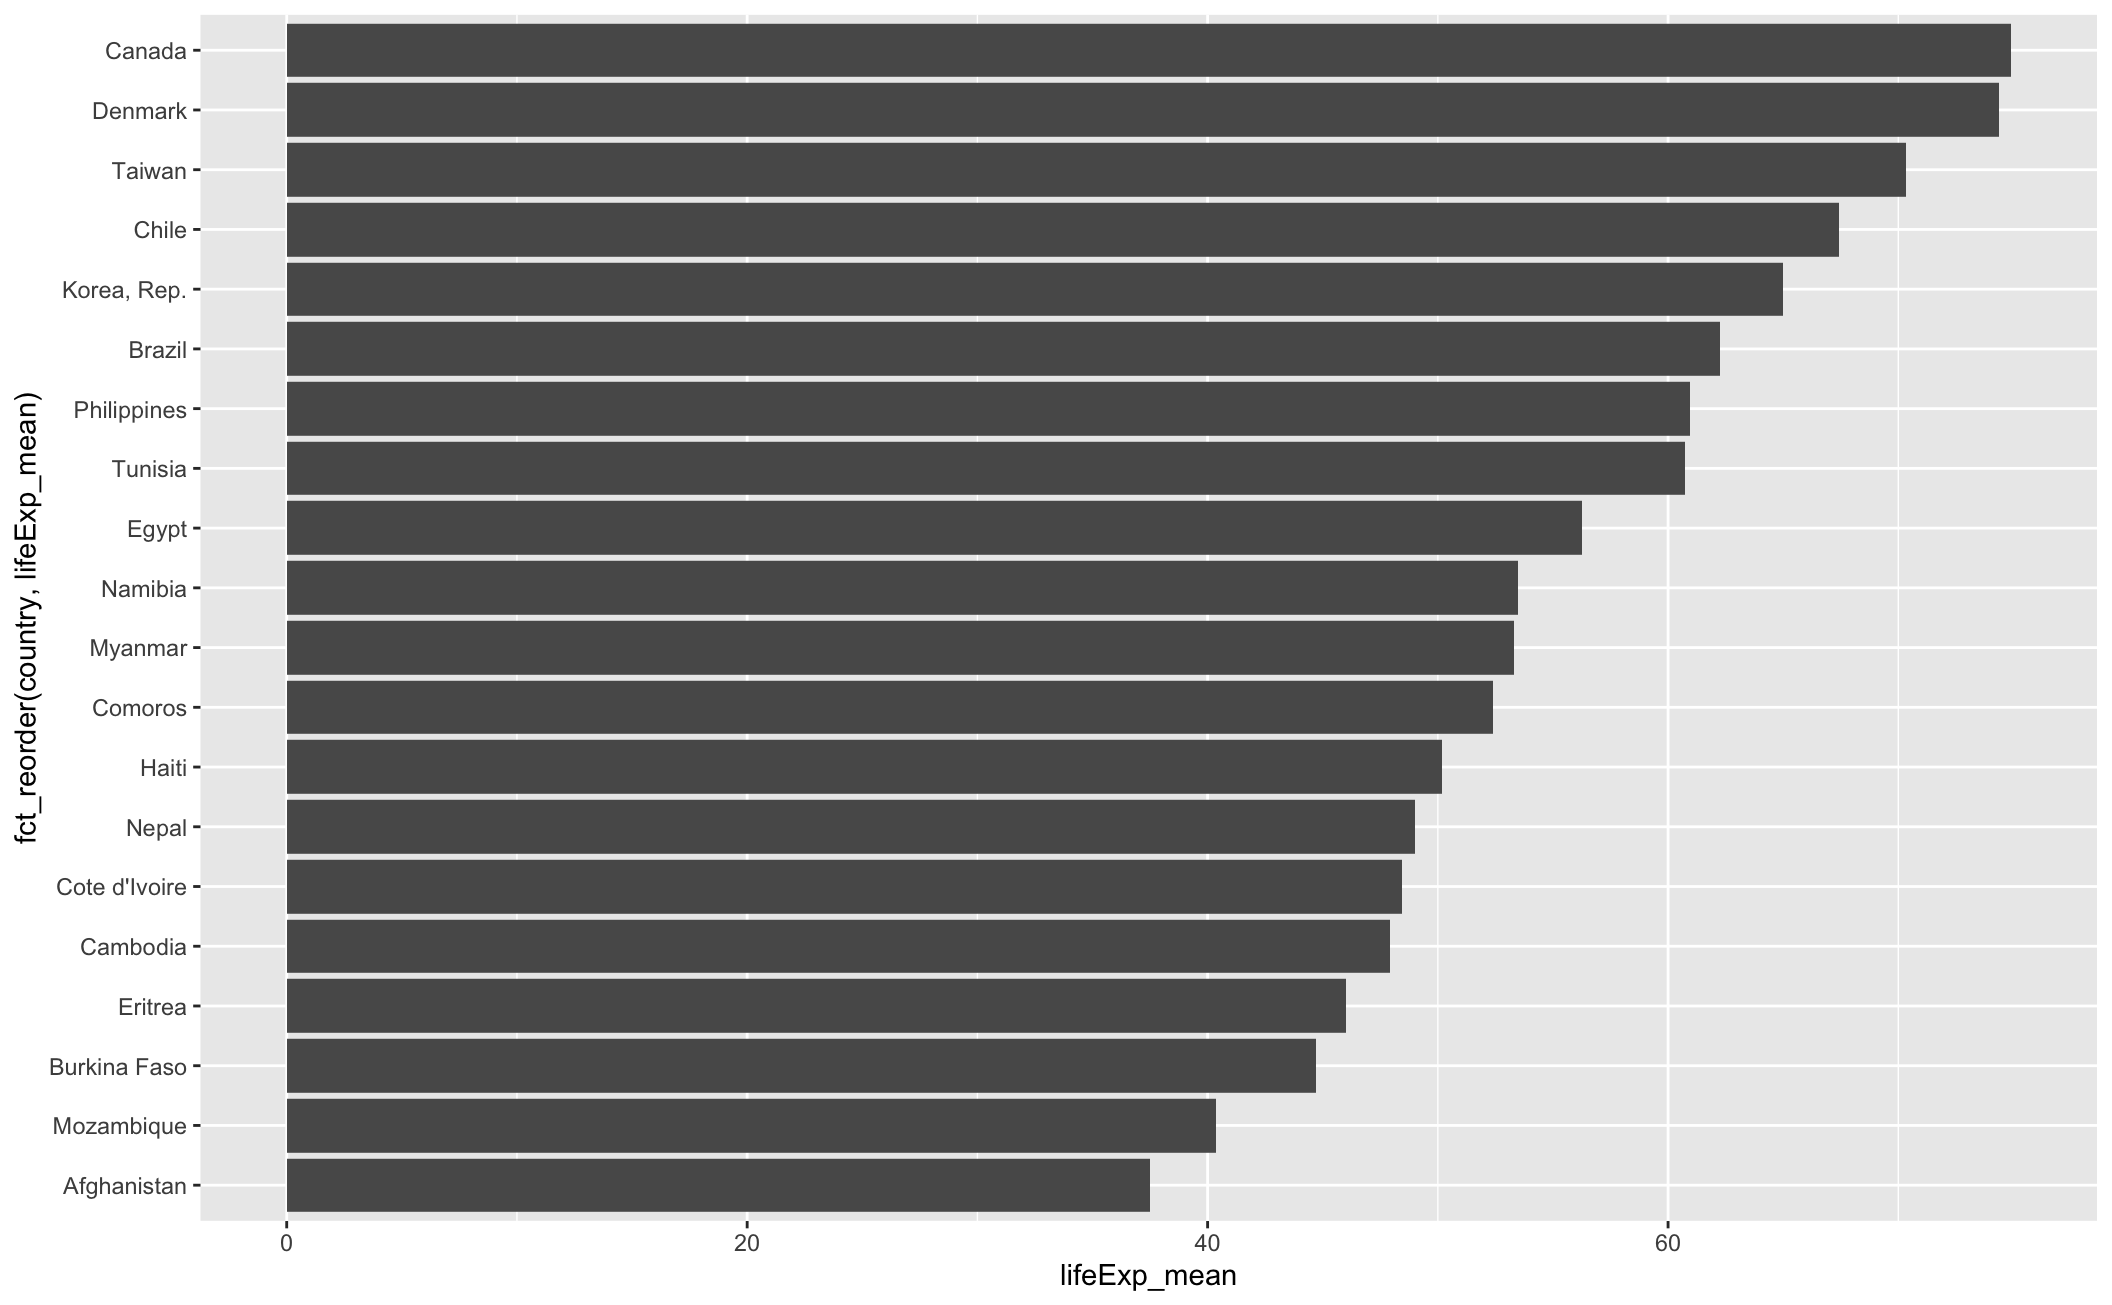 Canada
Denmark
Taiwan
Chile
Korea, Rep.
Brazil
Philippines
Tunisia
Egypt
Namibia
Myanmar
Comoros
Haiti
Nepal
Cote d'Ivoire
Cambodia
Eritrea
Burkina Faso
Mozambique
Afghanistan
fct_reorder(country, lifeExp_mean)
0 20 40 60
lifeExp_mean